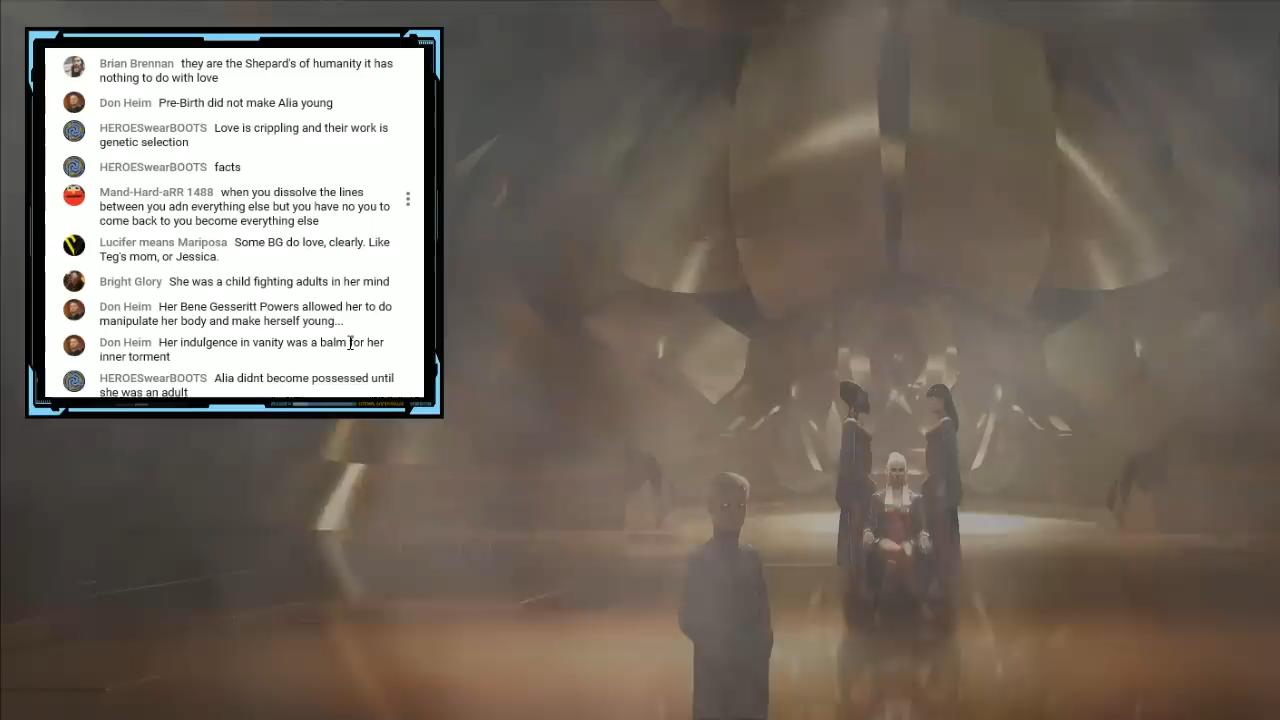 Brian Brennan they are the Shepard's of humanity it has
nothing to do with love
Don Heim Pre-Birth did not make Alia young
HEROESwearBOOTS Love is crippling and their work is
genetic selection
HEROESwearBOOTS facts
Mand-Hard-aRR 1488 when you dissolve the lines
between you adn everything else but you have no you to
come back to you become everything else
Lucifer means Mariposa Some BG do love, clearly. Like
Teg's mom, or Jessica.
Bright Glory She was a child fighting adults in her mind
Don Heim Her Bene Gesseritt Powers allowed her to do
manipulate her body and make herself young...
Don Heim Her indulgence in vanity was a balm for her
inner torment
HEROESwearBOOTS Alia didnt become possessed until
she was an adult